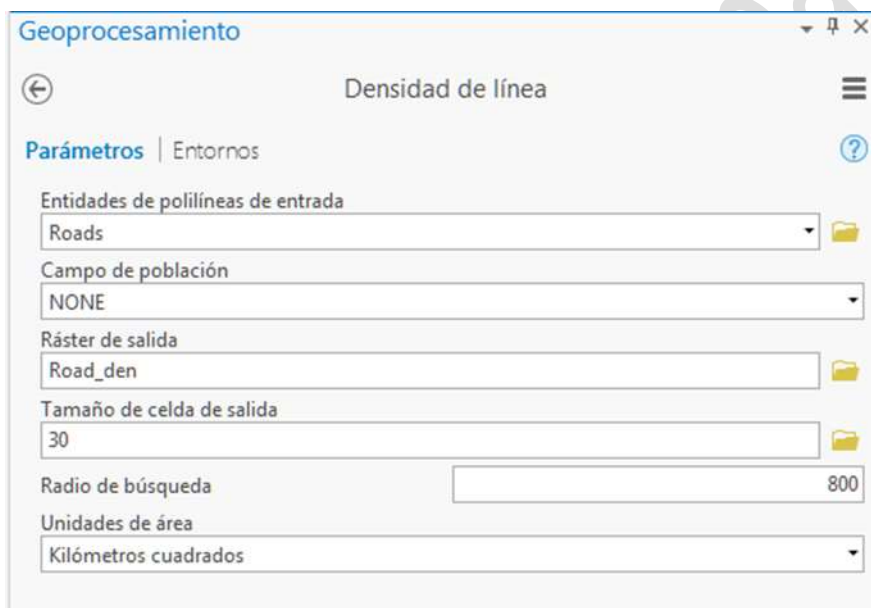 Geoprocesamiento
Densidad de línea
Parámetros | Entornos
Entidades de polilíneas de entrada
Roads
Campo de población
NONE
Ráster de salida
Road_den
Tamaño de celda de salida
30
Radio de búsqueda 800
Unidades de área
Kilómetros cuadrados